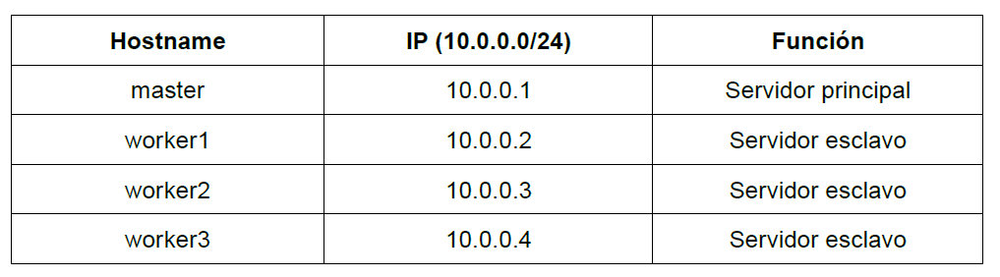 Hostname IP (10.0.0.0/24) Función
master 10.0.0.1 Servidor principal
worker1 10.0.0.2 Servidor esclavo
worker2 10.0.0.3 Servidor esclavo
worker3 10.0.0.4 Servidor esclavo